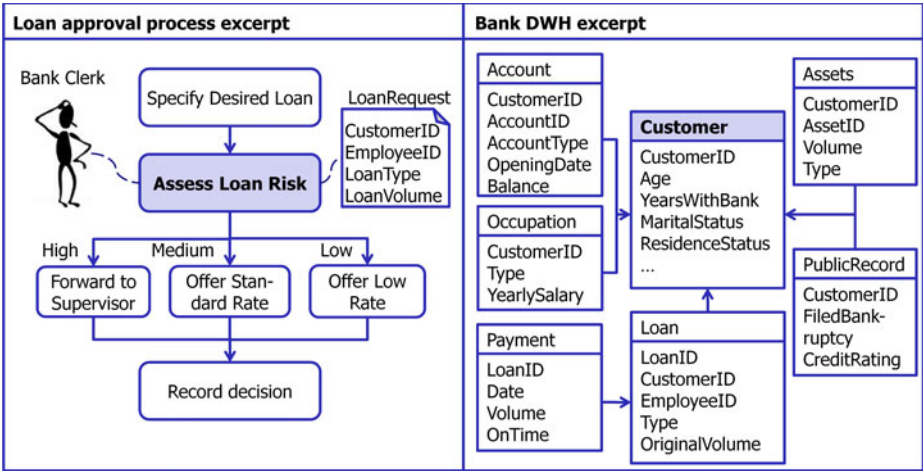 Loan approval process excerpt
Bank Clerk
Specify Desired Loan
LoanRequest
CustomerID
EmployeeID
LoanType
LoanVolume
Assess Loan Risk
High
Medium
Low
Forward to
Supervisor
Offer Stan-
dard Rate
Offer Low
Rate
Record decision
Bank DWH excerpt
Account
CustomerID
AccountID
AccountType
OpeningDate
Balance
Occupation
CustomerID
Type
YearlySalary
Payment
LoanID
Date
Volume
OnTime
Customer
CustomerID
Age
YearsWithBank
MaritalStatus
ResidenceStatus
...
Loan
LoanID
CustomerID
EmployeeID
Type
OriginalVolume
Assets
CustomerID
AssetID
Volume
Type
PublicRecord
CustomerID
FiledBank-
ruptcy
CreditRating